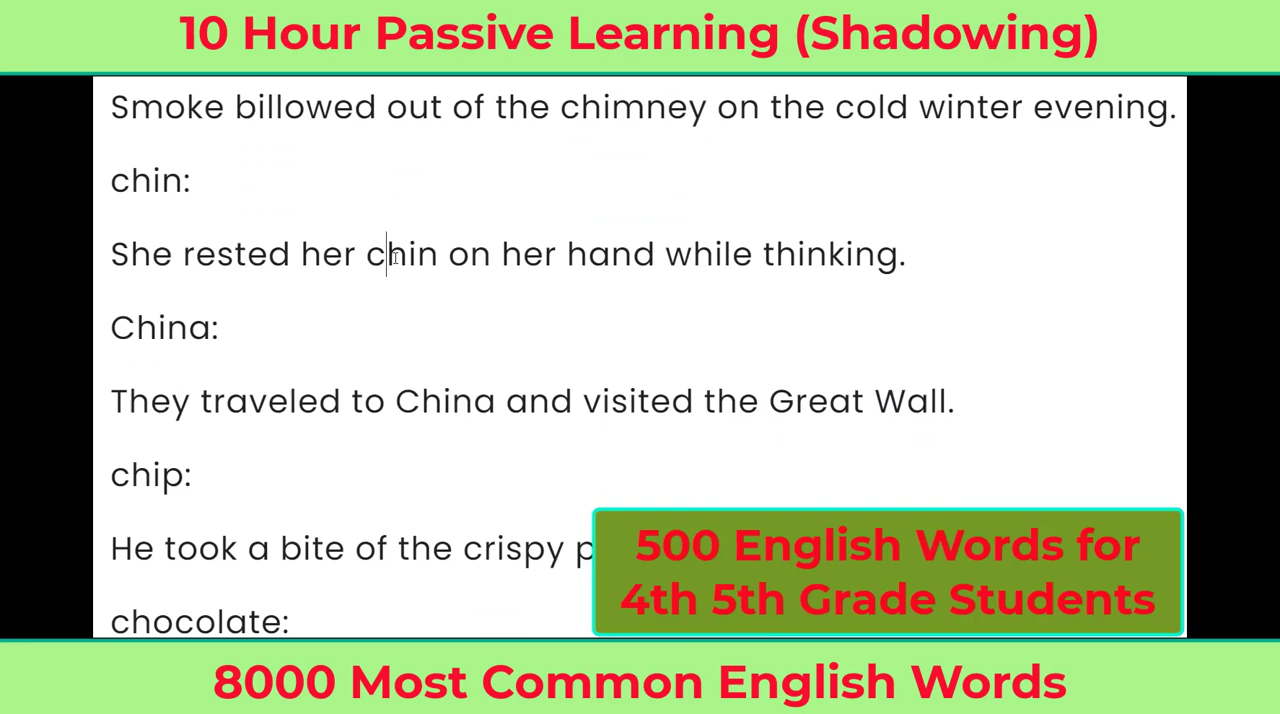 10 Hour Passive Learning (Shadowing)
Smoke billowed out of the chimney on the cold winter evening.
chin:
She rested her chin on her hand while thinking.
China:
They traveled to China and visited the Great Wall.
chip:
He took a bite of the crispy
chocolate:
500 English Words for
4th 5th Grade Students
8000 Most Common English Words